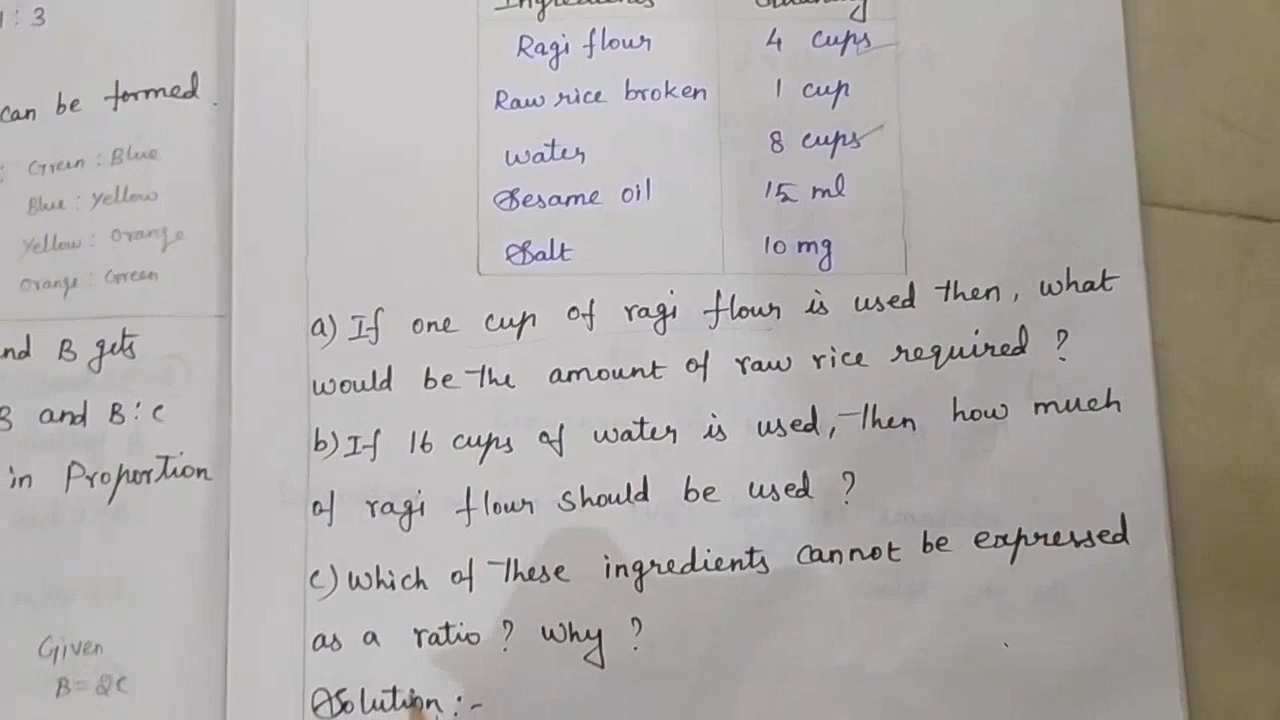 1 : 3
can be formed.
: Green : Blue
Blue : Yellow
Yellow : Orange
Orange : Green
nd B gets
B and B : C
in Proportion
Given
B = 2C
Ingredients Quantity
Ragi flour 4 cups
Raw rice broken 1 cup
Water 8 cups
Sesame oil 15 ml
Salt 10 mg
a) If one cup of ragi flour is used then, what
would be the amount of raw rice required ?
b) If 16 cups of water is used, then how much
of ragi flour should be used ?
c) Which of these ingredients cannot be expressed
as a ratio ? Why ?
Solution :-